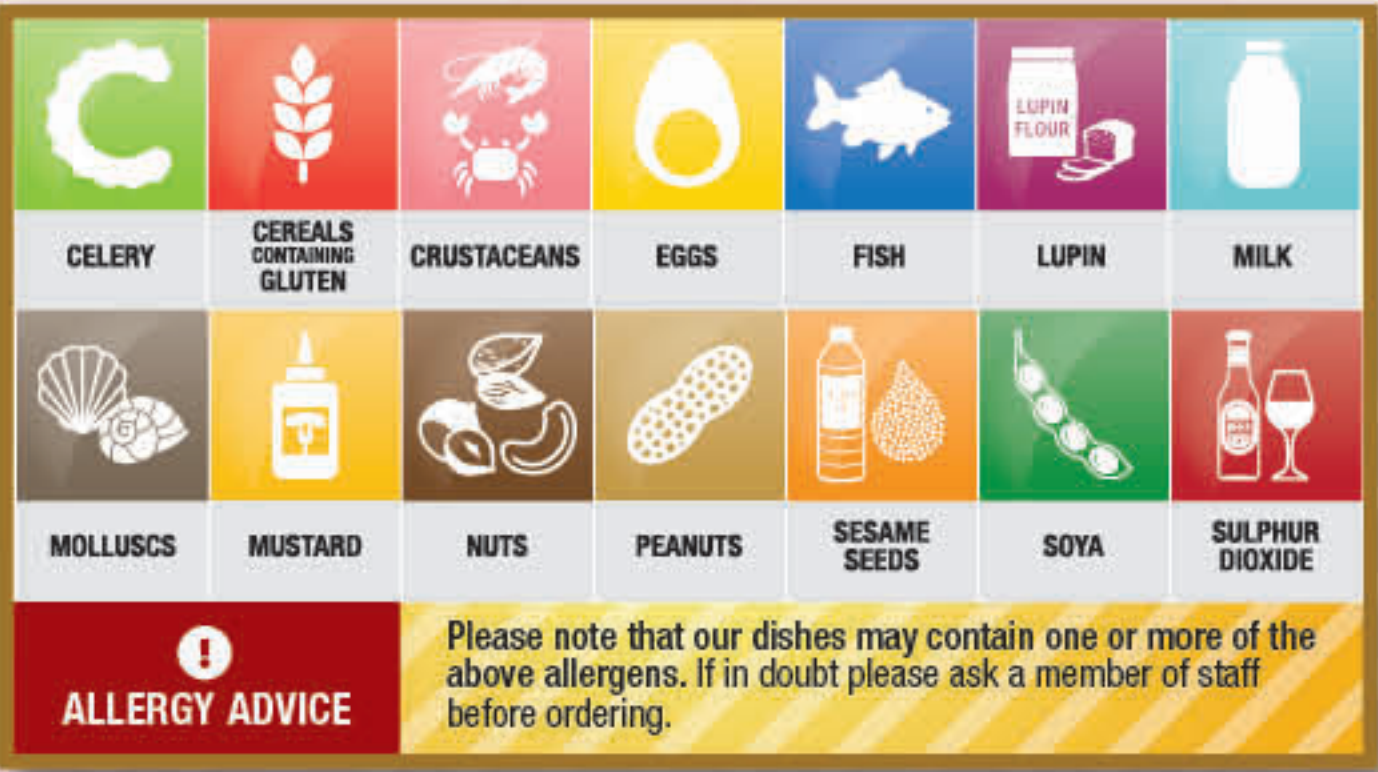 LUPIN
FLOUR
CELERY
CEREALS
CONTAINING
GLUTEN
CRUSTACEANS
EGGS
FISH
LUPIN
MILK
MOLLUSCS
MUSTARD
NUTS
PEANUTS
SESAME
SEEDS
SOYA
SULPHUR
DIOXIDE
!
ALLERGY ADVICE
Please note that our dishes may contain one or more of the
above allergens. If in doubt please ask a member of staff
before ordering.